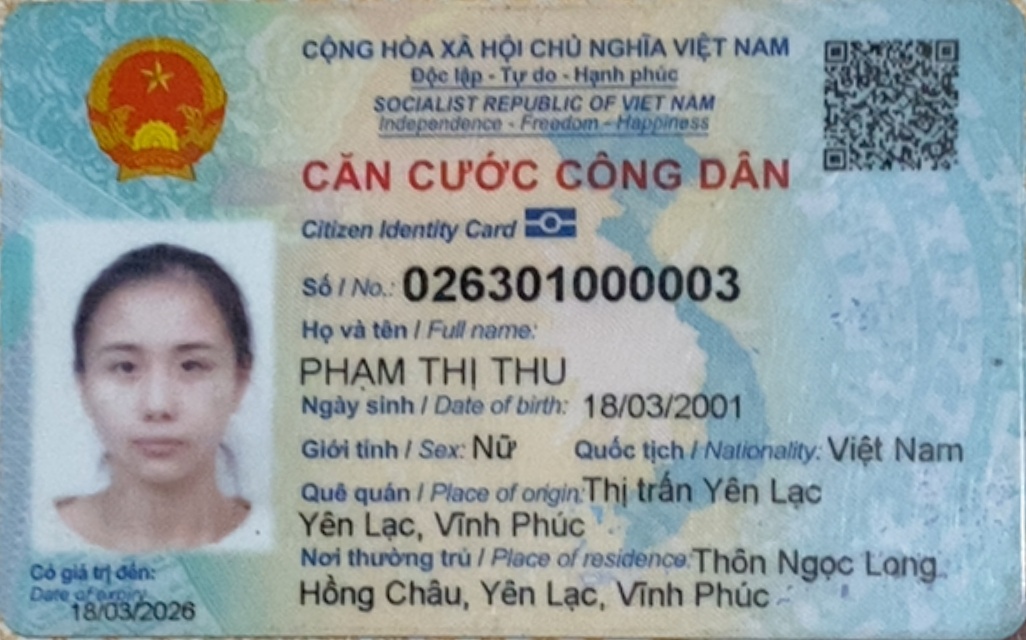 CỘNG HÒA XÃ HỘI CHỦ NGHĨA VIỆT NAM
Độc lập - Tự do - Hạnh phúc
SOCIALIST REPUBLIC OF VIET NAM
Independence - Freedom - Happiness
CĂN CƯỚC CÔNG DÂN
Citizen Identity Card
Số / No.: 026301000003
Họ và tên / Full name:
PHẠM THỊ THU
Ngày sinh / Date of birth: 18/03/2001
Giới tính / Sex: Nữ Quốc tịch / Nationality: Việt Nam
Quê quán / Place of origin: Thị trấn Yên Lạc
Yên Lạc, Vĩnh Phúc
Nơi thường trú / Place of residence: Thôn Ngọc Long
Hồng Châu, Yên Lạc, Vĩnh Phúc
Có giá trị đến:
Date of expiry
18/03/2026